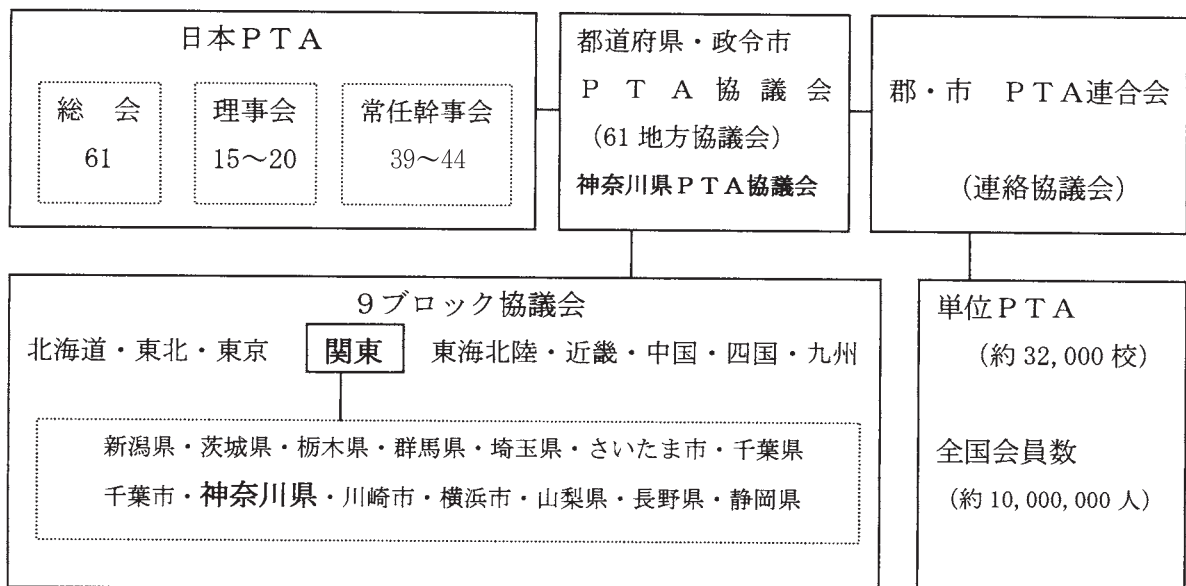 日本PTA
総　会
61
理事会
15～20
常任幹事会
39～44
都道府県・政令市
P T A 協 議 会
(61 地方協議会)
神奈川県PTA協議会
郡・市　PTA連合会
(連絡協議会)
9ブロック協議会
北海道・東北・東京　関東　東海北陸・近畿・中国・四国・九州
新潟県・茨城県・栃木県・群馬県・埼玉県・さいたま市・千葉県
千葉市・神奈川県・川崎市・横浜市・山梨県・長野県・静岡県
単位PTA
(約 32,000 校)
全国会員数
(約 10,000,000 人)